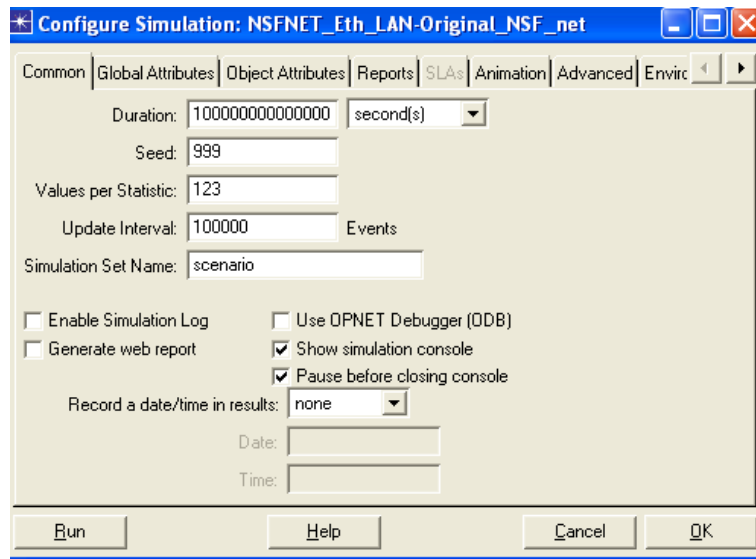 Configure Simulation: NSFNET_Eth_LAN-Original_NSF_net
Common Global Attributes Object Attributes Reports SLAs Animation Advanced Envirc
Duration: 100000000000000 second(s)
Seed: 999
Values per Statistic: 123
Update Interval: 100000 Events
Simulation Set Name: scenario
Enable Simulation Log Use OPNET Debugger (ODB)
Generate web report Show simulation console
Pause before closing console
Record a date/time in results: none
Date:
Time:
Run Help Cancel OK